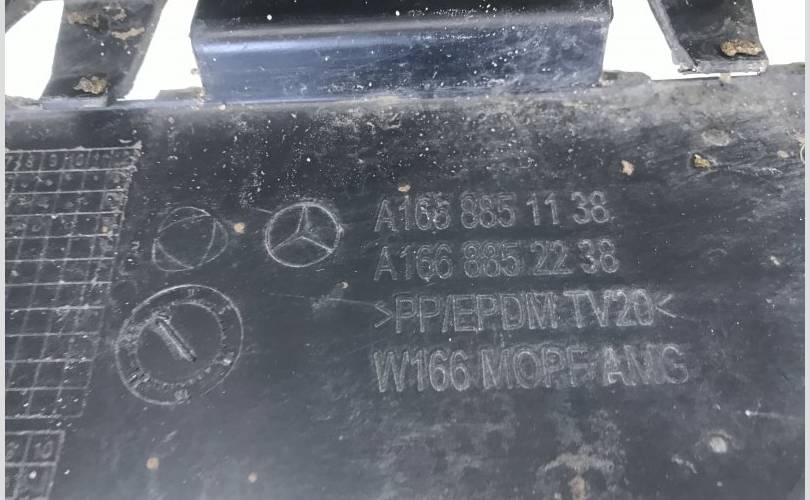 A166 885 11 38
A166 885 22 38
>PP/EPDM TV20<
W166 MOPF AMG